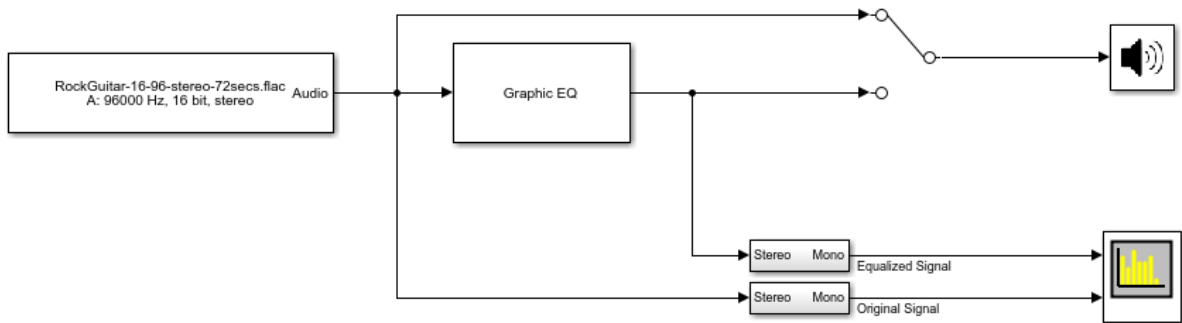 RockGuitar-16-96-stereo-72secs.flac
A: 96000 Hz, 16 bit, stereo
Audio
Graphic EQ
Stereo Mono
Equalized Signal
Stereo Mono
Original Signal